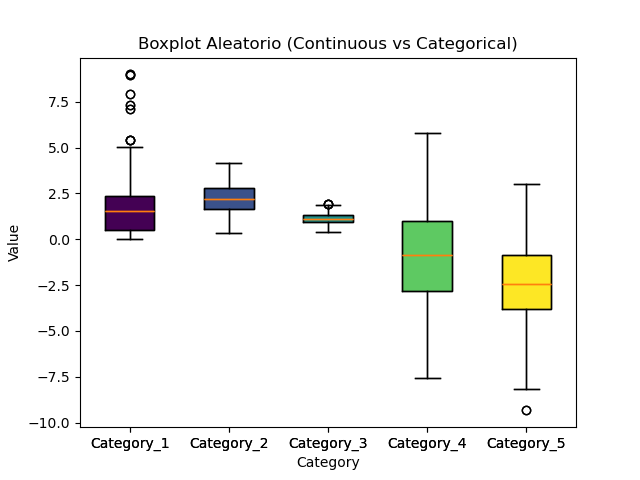 Boxplot Aleatorio (Continuous vs Categorical)
7.5
5.0
2.5
0.0
−2.5
−5.0
−7.5
−10.0
Value
Category_1 Category_2 Category_3 Category_4 Category_5
Category